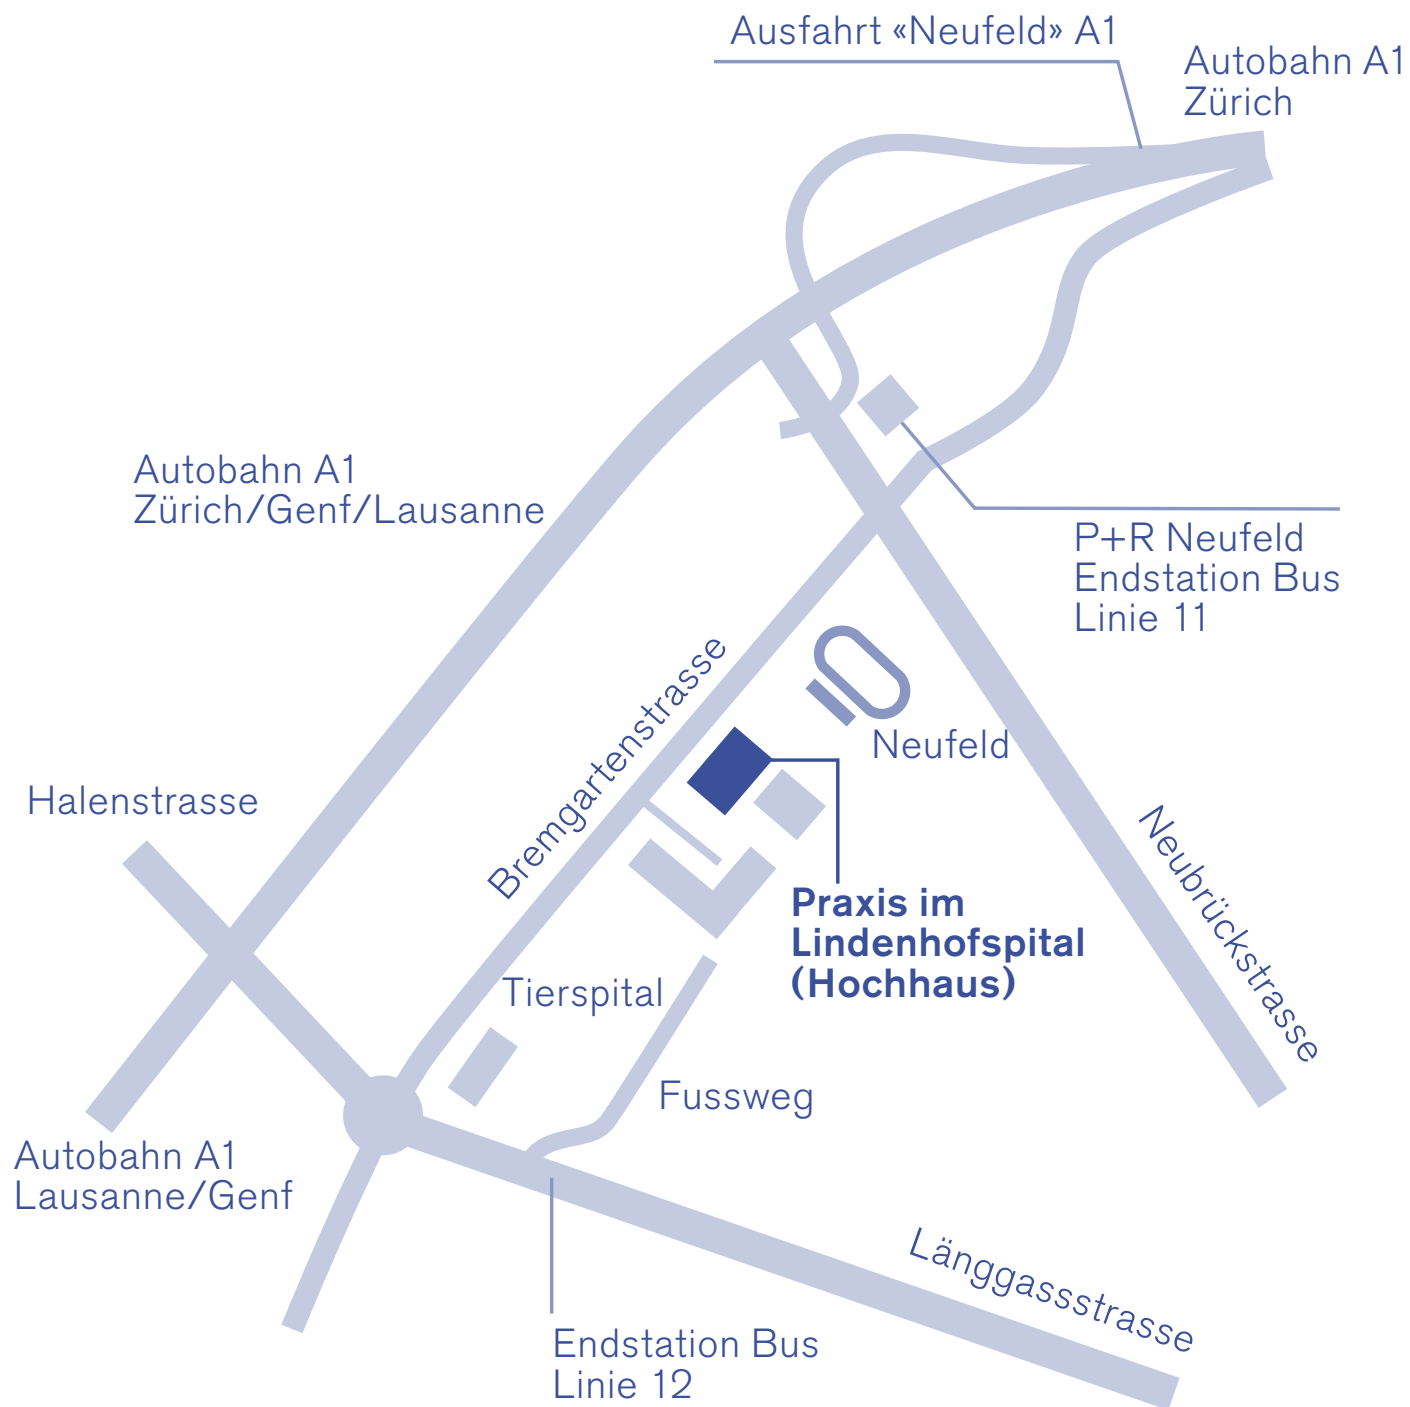 Ausfahrt «Neufeld» A1
Autobahn A1
Zürich
Autobahn A1
Zürich/Genf/Lausanne
P+R Neufeld
Endstation Bus
Linie 11
Bremgartenstrasse
Neufeld
Halenstrasse
Neubrückstrasse
Praxis im
Lindenhofspital
(Hochhaus)
Tierspital
Fussweg
Autobahn A1
Lausanne/Genf
Länggassstrasse
Endstation Bus
Linie 12